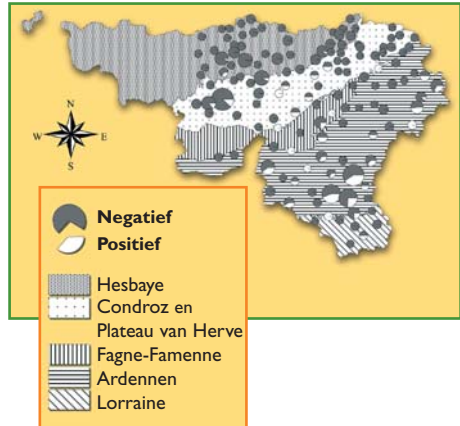 N
W E
S
Negatief
Positief
Hesbaye
Condroz en
Plateau van Herve
Fagne-Famenne
Ardennen
Lorraine